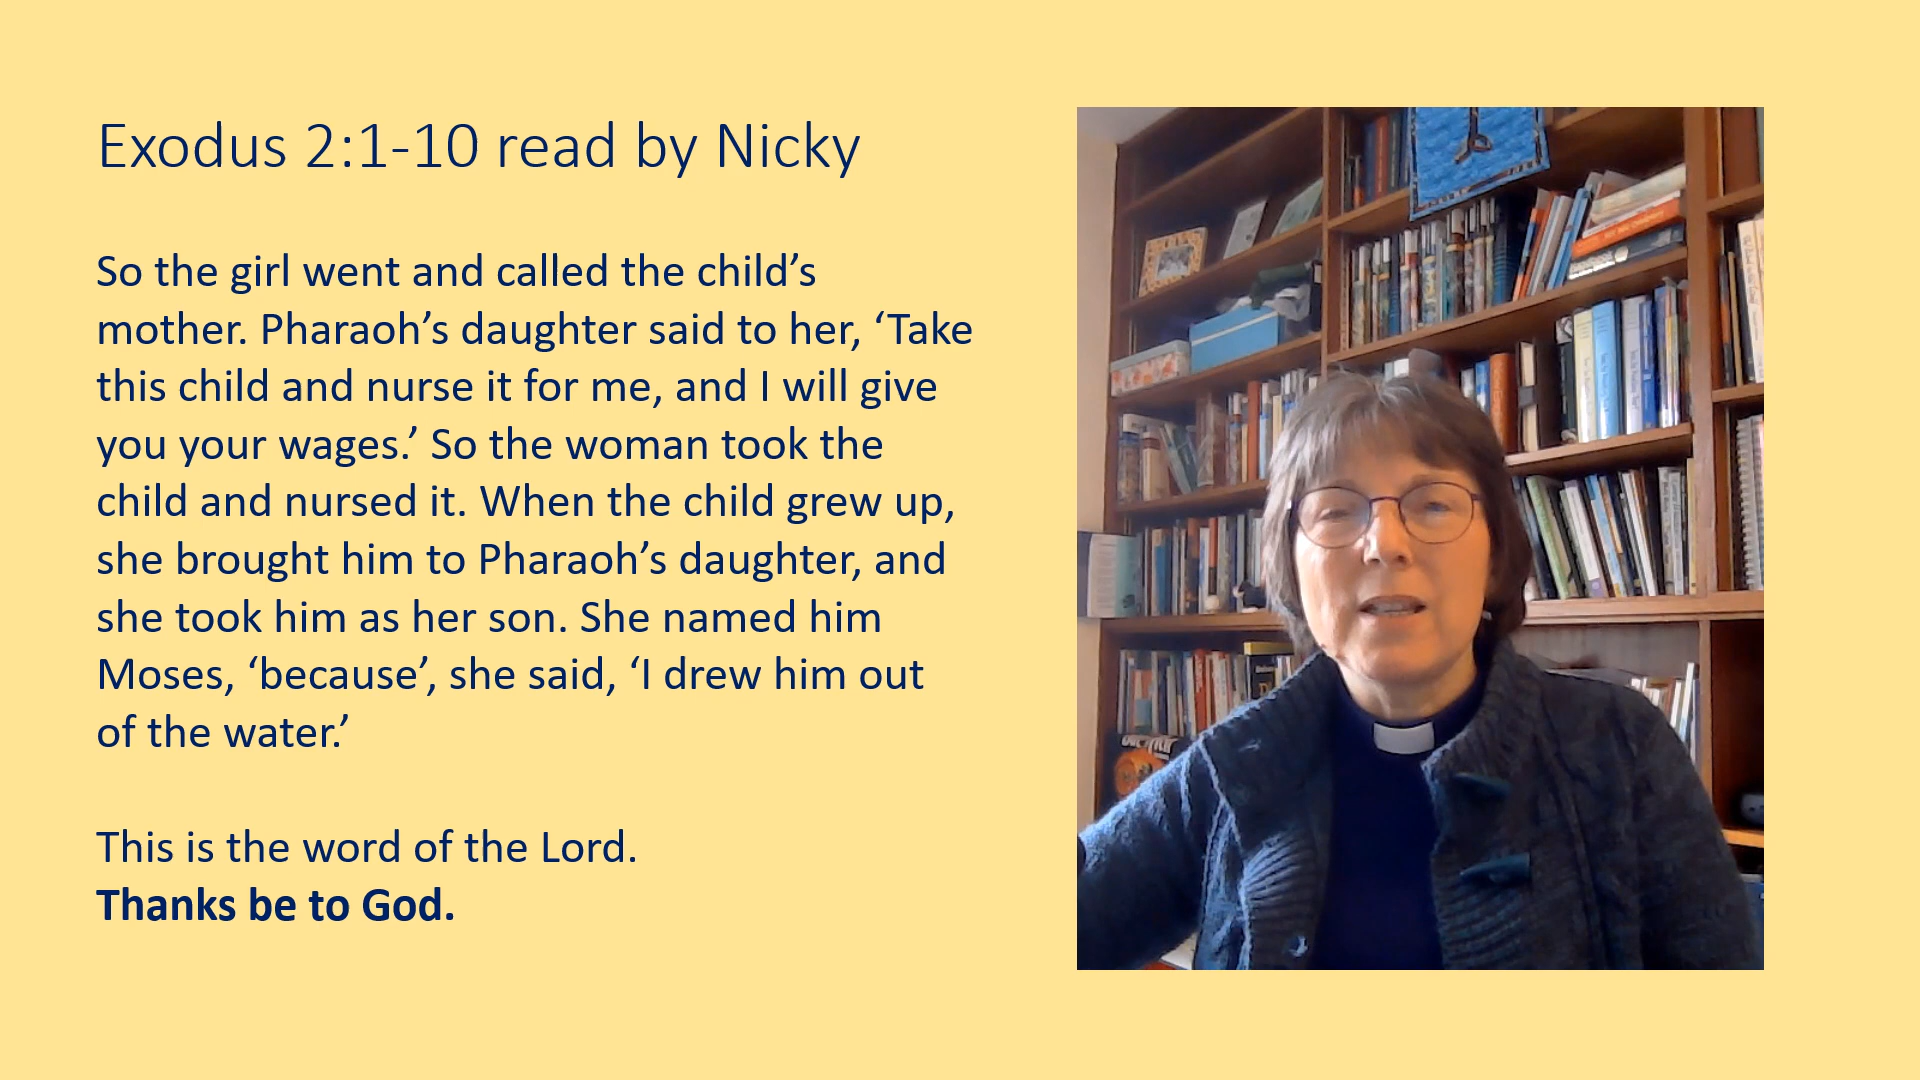 Exodus 2:1-10 read by Nicky
So the girl went and called the child’s
mother. Pharaoh’s daughter said to her, ‘Take
this child and nurse it for me, and I will give
you your wages.’ So the woman took the
child and nursed it. When the child grew up,
she brought him to Pharaoh’s daughter, and
she took him as her son. She named him
Moses, ‘because’, she said, ‘I drew him out
of the water.’
This is the word of the Lord.
Thanks be to God.